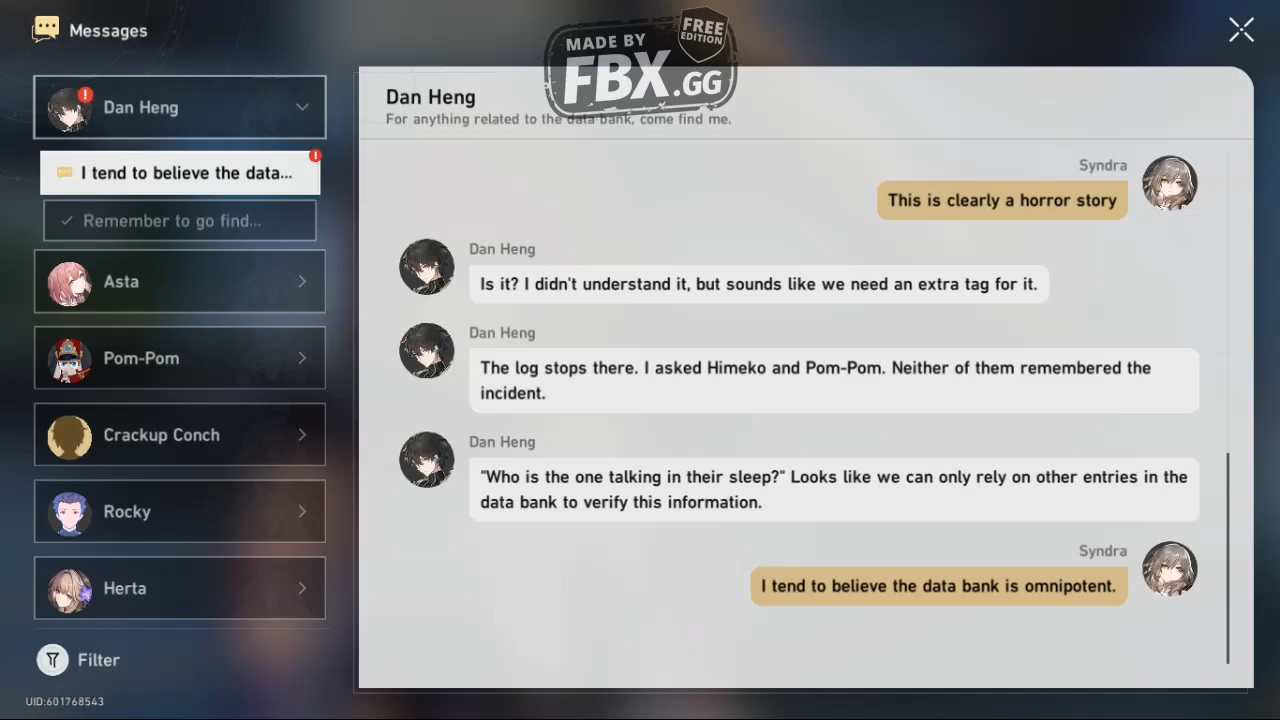 Messages
MADE BY
FREE
EDITION
FBX.GG
Dan Heng
I tend to believe the data...
Remember to go find...
Asta
Pom-Pom
Crackup Conch
Rocky
Herta
Filter
UID:601768543
Dan Heng
For anything related to the data bank, come find me.
Syndra
This is clearly a horror story
Dan Heng
Is it? I didn't understand it, but sounds like we need an extra tag for it.
Dan Heng
The log stops there. I asked Himeko and Pom-Pom. Neither of them remembered the
incident.
Dan Heng
"Who is the one talking in their sleep?" Looks like we can only rely on other entries in the
data bank to verify this information.
Syndra
I tend to believe the data bank is omnipotent.